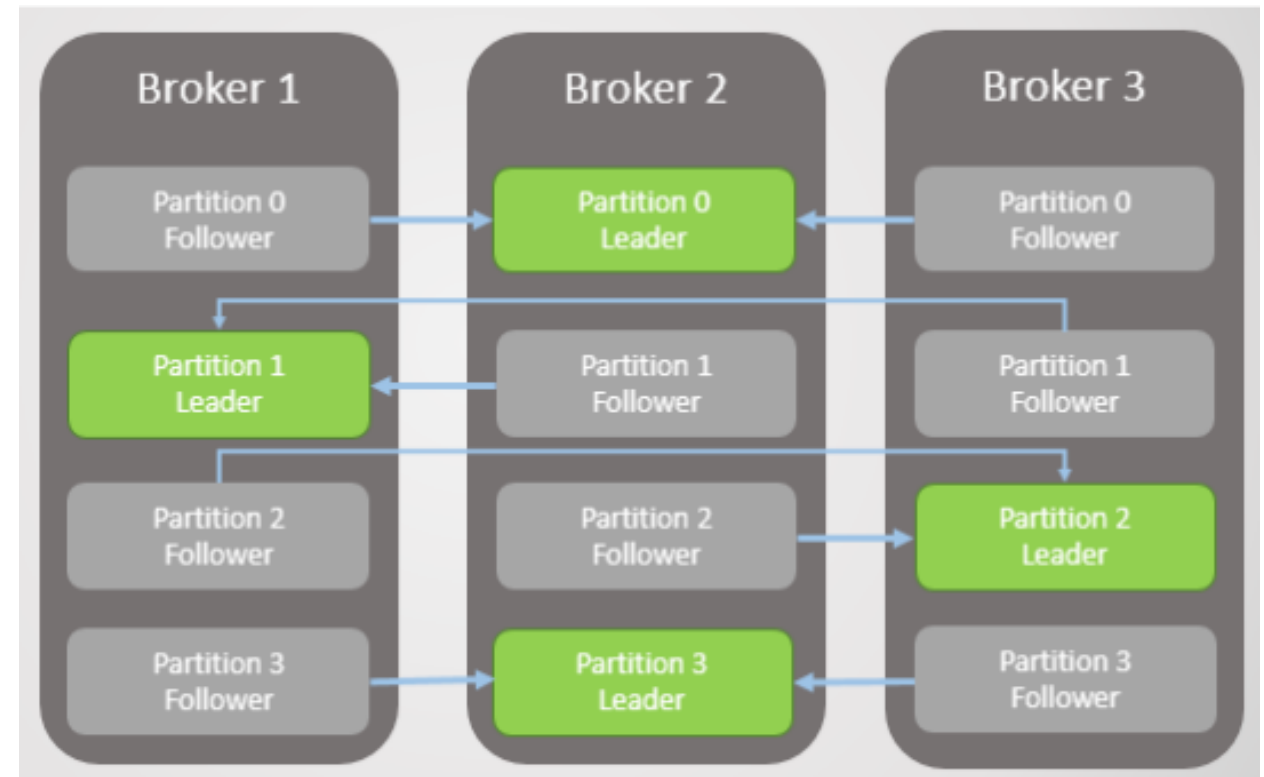 Broker 1
Broker 2
Broker 3
Partition 0
Follower
Partition 0
Leader
Partition 0
Follower
Partition 1
Leader
Partition 1
Follower
Partition 1
Follower
Partition 2
Follower
Partition 2
Follower
Partition 2
Leader
Partition 3
Follower
Partition 3
Leader
Partition 3
Follower